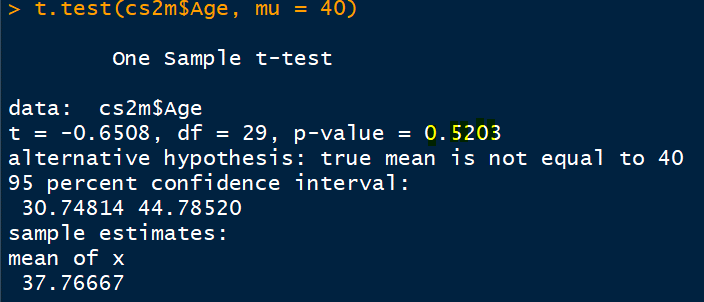 > t.test(cs2m$Age, mu = 40)
One Sample t-test
data:  cs2m$Age
t = -0.6508, df = 29, p-value = 0.5203
alternative hypothesis: true mean is not equal to 40
95 percent confidence interval:
30.74814 44.78520
sample estimates:
mean of x
37.76667